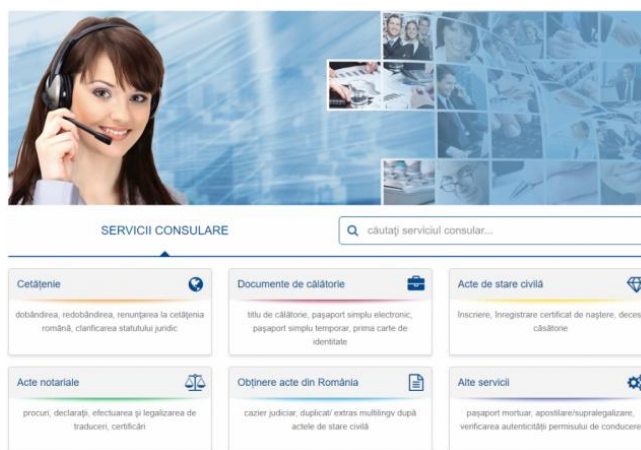 SERVICII CONSULARE
căutați serviciul consular...
Cetățenie
dobândirea, redobândirea, renunțarea la cetățenia
română, clarificarea statutului juridic
Documente de călătorie
titlu de călătorie, pașaport simplu electronic,
pașaport simplu temporar, prima carte de
identitate
Acte de stare civilă
înscriere, înregistrare certificat de naștere, deces
căsătorie
Acte notariale
procuri, declarații, efectuarea și legalizarea de
traduceri, certificări
Obținere acte din România
cazier judiciar, duplicat/ extras multilingv după
actele de stare civilă
Alte servicii
pașaport mortuar, apostilare/supralegalizare,
verificarea autenticității permisului de conducere